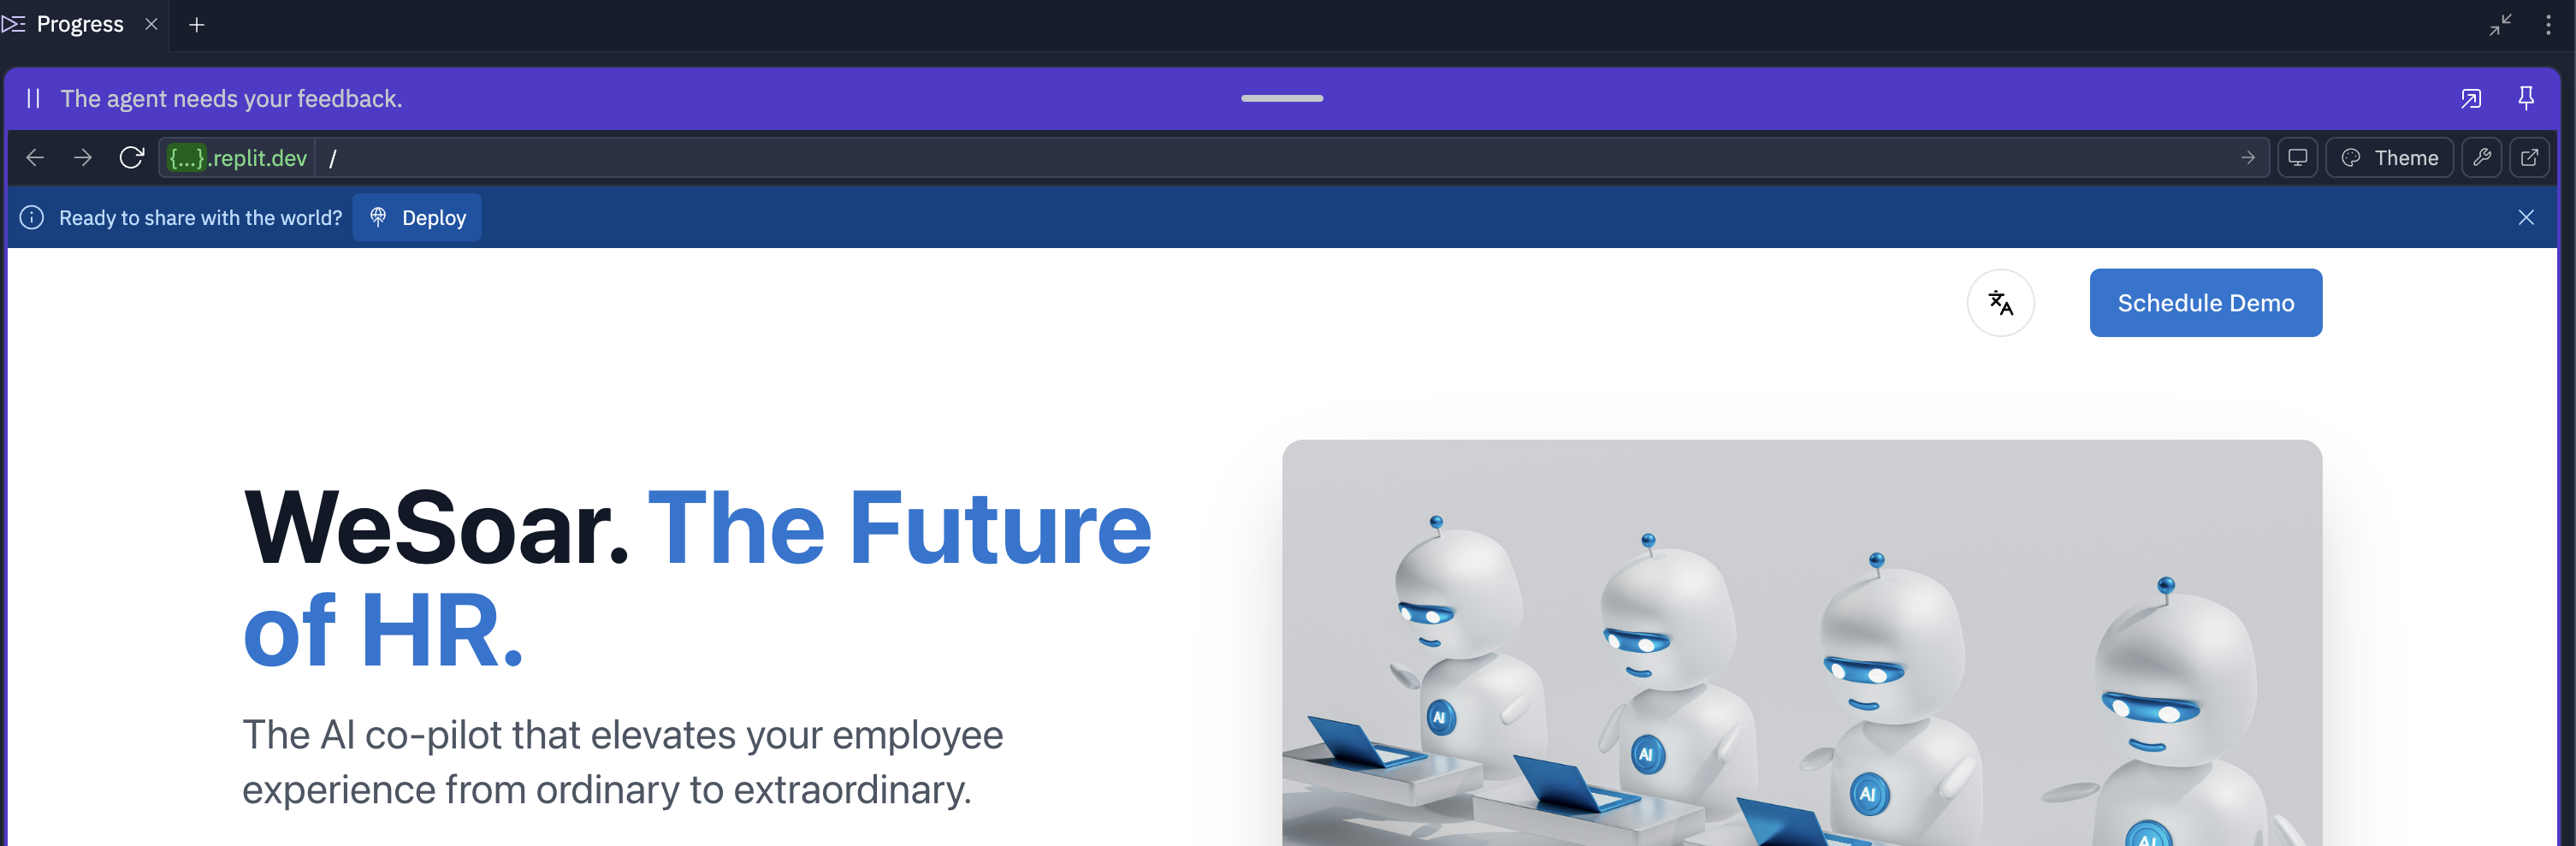 Progress
The agent needs your feedback.
{...}.replit.dev /
Theme
Ready to share with the world?
Deploy
Schedule Demo
WeSoar. The Future
of HR.
The AI co-pilot that elevates your employee
experience from ordinary to extraordinary.
AI
AI
AI
AI